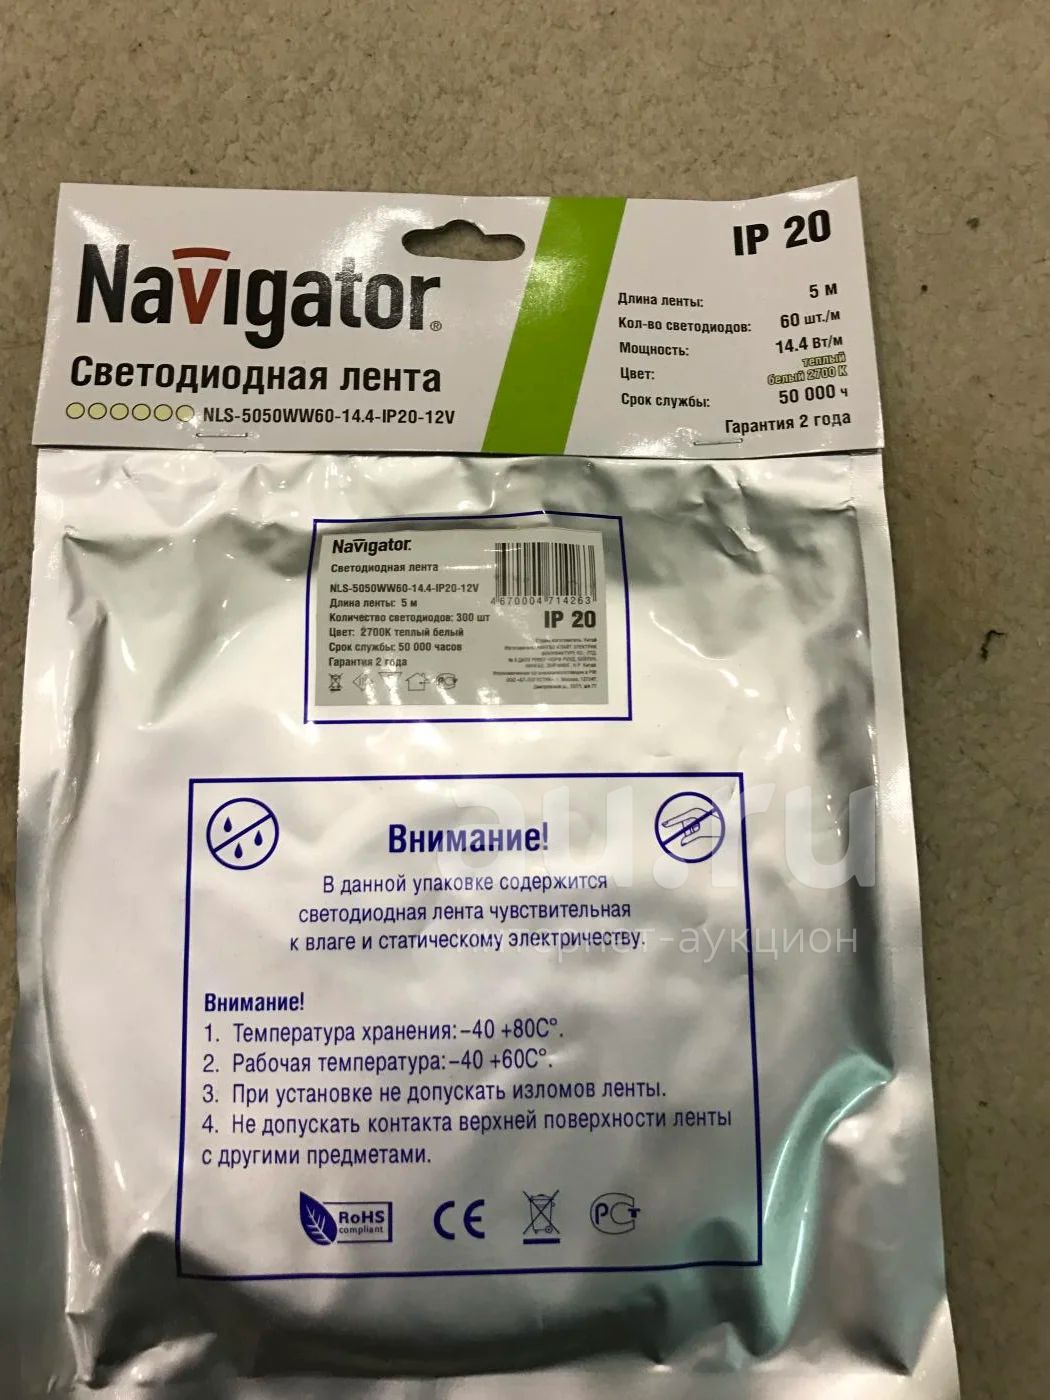 Navigator®
Светодиодная лента
NLS-5050WW60-14.4-IP20-12V
IP 20
Длина ленты: 5 м
Кол-во светодиодов: 60 шт./м
Мощность: 14.4 Вт/м
Цвет: теплый белый 2700 K
Срок службы: 50 000 ч
Гарантия 2 года
Navigator.
Светодиодная лента
NLS-5050WW60-14.4-IP20-12V
Длина ленты: 5 м
Количество светодиодов: 300 шт
Цвет: 2700K теплый белый
Срок службы: 50 000 часов
Гарантия 2 года
4 670004 714263
IP 20
Внимание!
В данной упаковке содержится
светодиодная лента чувствительная
к влаге и статическому электричеству.
Внимание!
1. Температура хранения:–40 +80С°.
2. Рабочая температура:–40 +60С°.
3. При установке не допускать изломов ленты.
4. Не допускать контакта верхней поверхности ленты
с другими предметами.
RoHS
compliant
CE
РСТ
au.ru
интернет-аукцион